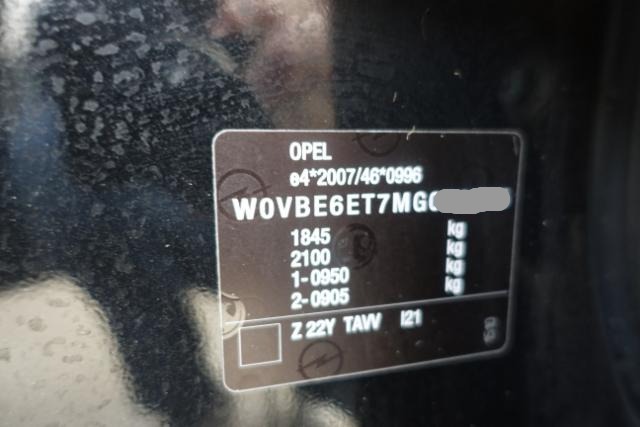 OPEL
e4*2007/46*0996
W0VBE6ET7MG
1845 kg
2100 kg
1-0950 kg
2-0905 kg
Z 22Y TAVV I21